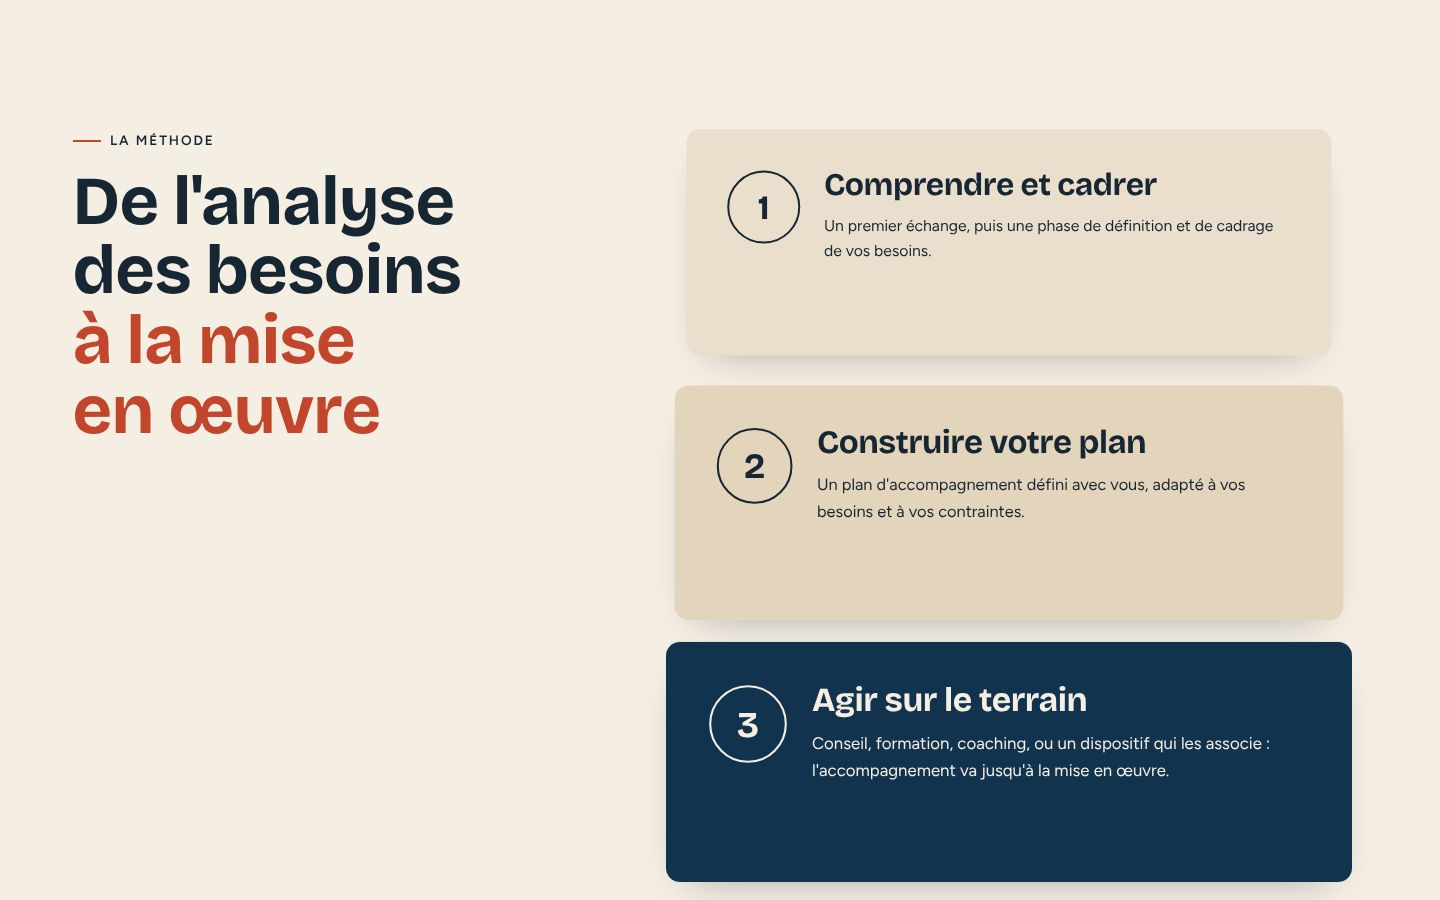 LA MÉTHODE
De l'analyse
des besoins
à la mise
en œuvre
1
Comprendre et cadrer
Un premier échange, puis une phase de définition et de cadrage
de vos besoins.
2
Construire votre plan
Un plan d'accompagnement défini avec vous, adapté à vos
besoins et à vos contraintes.
3
Agir sur le terrain
Conseil, formation, coaching, ou un dispositif qui les associe :
l'accompagnement va jusqu'à la mise en œuvre.